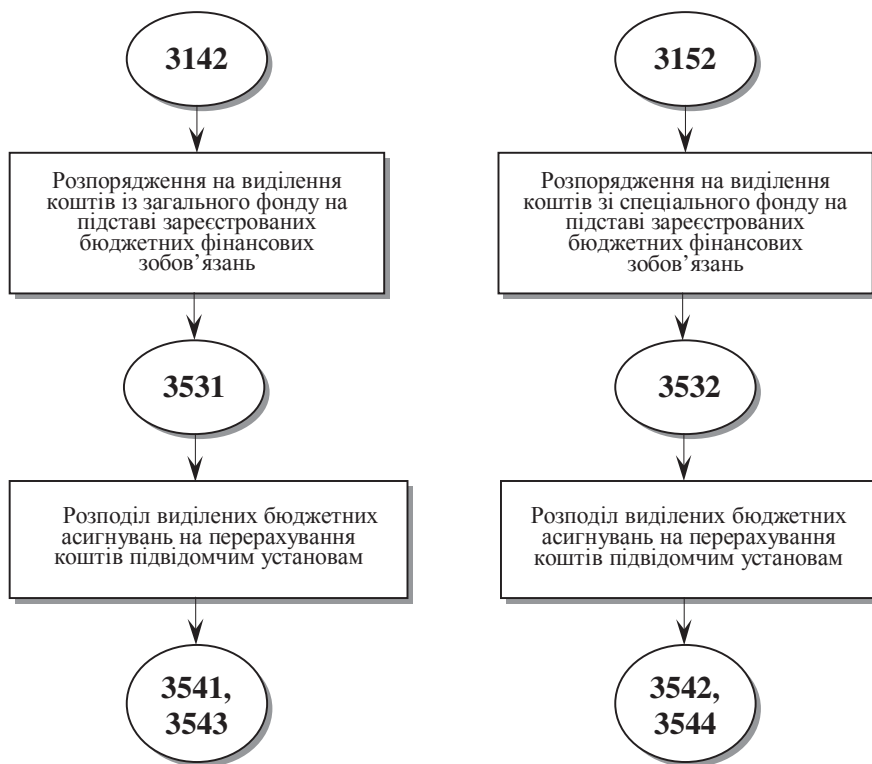 3142
Розпорядження на виділення
коштів із загального фонду на
підставі зареєстрованих
бюджетних фінансових
зобов’язань
3531
Розподіл виділених бюджетних
асигнувань на перерахування
коштів підвідомчим установам
3541,
3543
3152
Розпорядження на виділення
коштів зі спеціального фонду на
підставі зареєстрованих
бюджетних фінансових
зобов’язань
3532
Розподіл виділених бюджетних
асигнувань на перерахування
коштів підвідомчим установам
3542,
3544